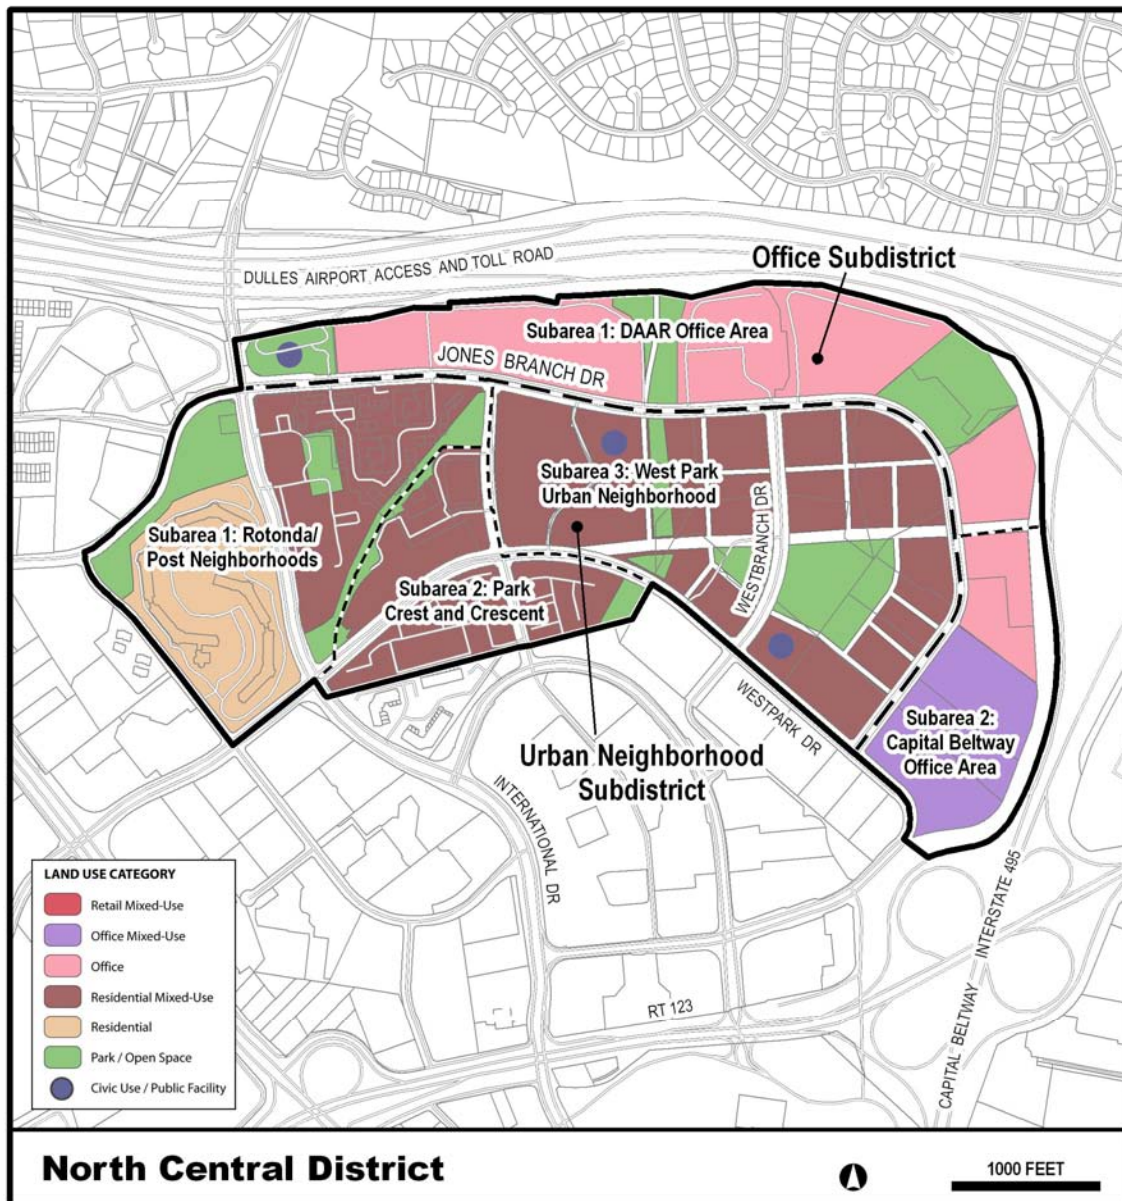 DULLES AIRPORT ACCESS AND TOLL ROAD
Office Subdistrict
Subarea 1: DAAR Office Area
JONES BRANCH DR
Subarea 3: West Park
Urban Neighborhood
WESTBRANCH DR
Subarea 1: Rotonda/
Post Neighborhoods
Subarea 2: Park
Crest and Crescent
WESTPARK DR
Subarea 2:
Capital Beltway
Office Area
Urban Neighborhood
Subdistrict
INTERNATIONAL DR
RT 123
CAPITAL BELTWAY INTERSTATE 495
LAND USE CATEGORY
Retail Mixed-Use
Office Mixed-Use
Office
Residential Mixed-Use
Residential
Park / Open Space
Civic Use / Public Facility
North Central District
1000 FEET